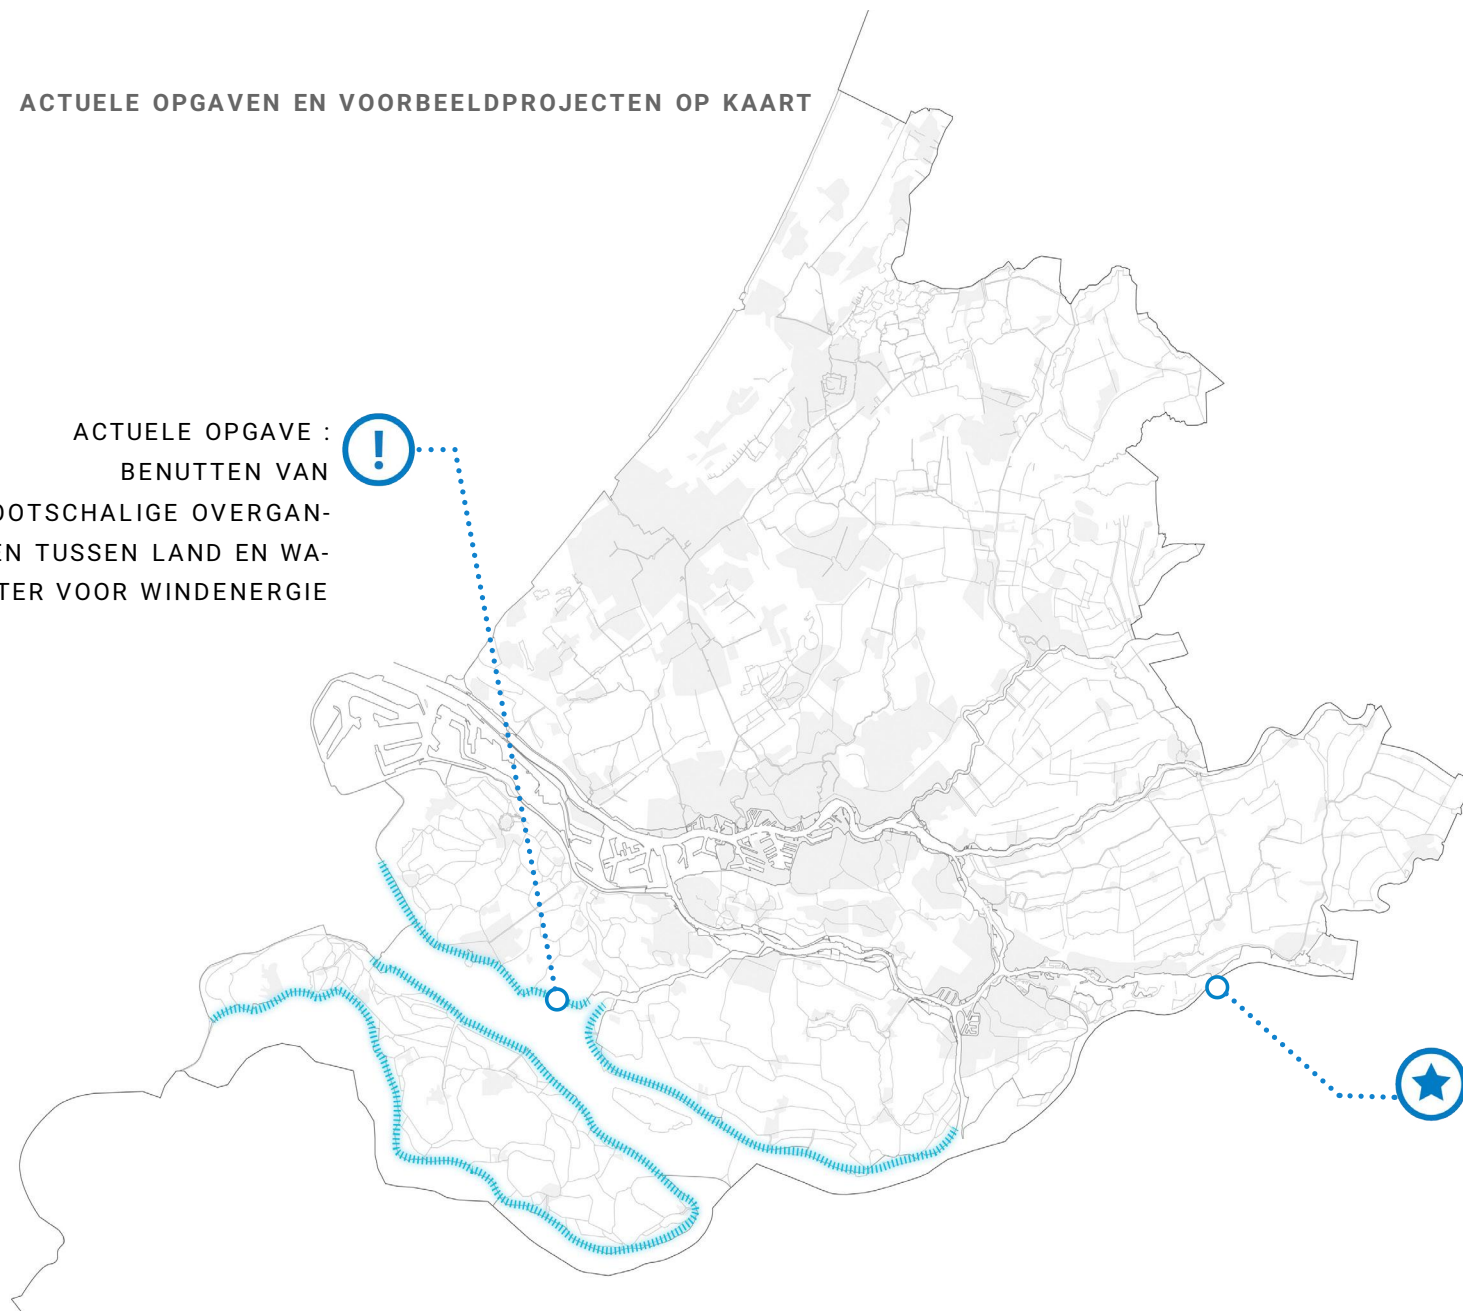 ACTUELE OPGAVEN EN VOORBEELDPROJECTEN OP KAART
ACTUELE OPGAVE :
BENUTTEN VAN
OOTSCHALIGE OVERGAN-
EN TUSSEN LAND EN WA-
TER VOOR WINDENERGIE